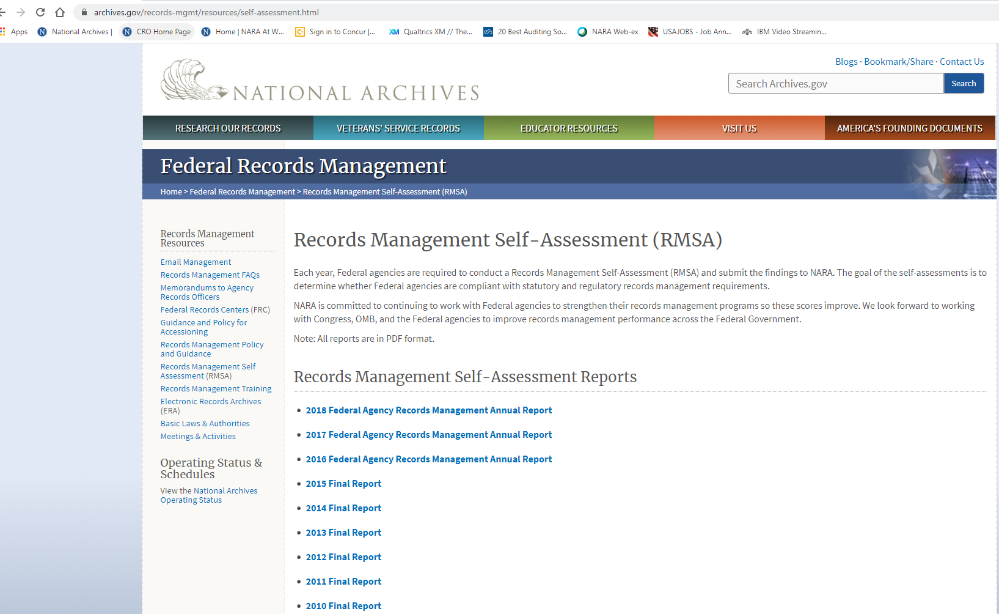 archives.gov/records-mgmt/resources/self-assessment.html
Apps National Archives | CRO Home Page Home | NARA At W... Sign in to Concur |... XM Qualtrics XM // The... 20 Best Auditing So... NARA Web-ex USAJOBS - Job Ann... IBM Video Streamin...
Blogs · Bookmark/Share · Contact Us
NATIONAL ARCHIVES
Search Archives.gov Search
RESEARCH OUR RECORDS VETERANS' SERVICE RECORDS EDUCATOR RESOURCES VISIT US AMERICA'S FOUNDING DOCUMENTS
Federal Records Management
Home > Federal Records Management > Records Management Self-Assessment (RMSA)
Records Management
Resources
Email Management
Records Management FAQs
Memorandums to Agency
Records Officers
Federal Records Centers (FRC)
Guidance and Policy for
Accessioning
Records Management Policy
and Guidance
Records Management Self
Assessment (RMSA)
Records Management Training
Electronic Records Archives
(ERA)
Basic Laws & Authorities
Meetings & Activities
Operating Status &
Schedules
View the National Archives
Operating Status
Records Management Self-Assessment (RMSA)
Each year, Federal agencies are required to conduct a Records Management Self-Assessment (RMSA) and submit the findings to NARA. The goal of the self-assessments is to
determine whether Federal agencies are compliant with statutory and regulatory records management requirements.
NARA is committed to continuing to work with Federal agencies to strengthen their records management programs so these scores improve. We look forward to working
with Congress, OMB, and the Federal agencies to improve records management performance across the Federal Government.
Note: All reports are in PDF format.
Records Management Self-Assessment Reports
• 2018 Federal Agency Records Management Annual Report
• 2017 Federal Agency Records Management Annual Report
• 2016 Federal Agency Records Management Annual Report
• 2015 Final Report
• 2014 Final Report
• 2013 Final Report
• 2012 Final Report
• 2011 Final Report
• 2010 Final Report